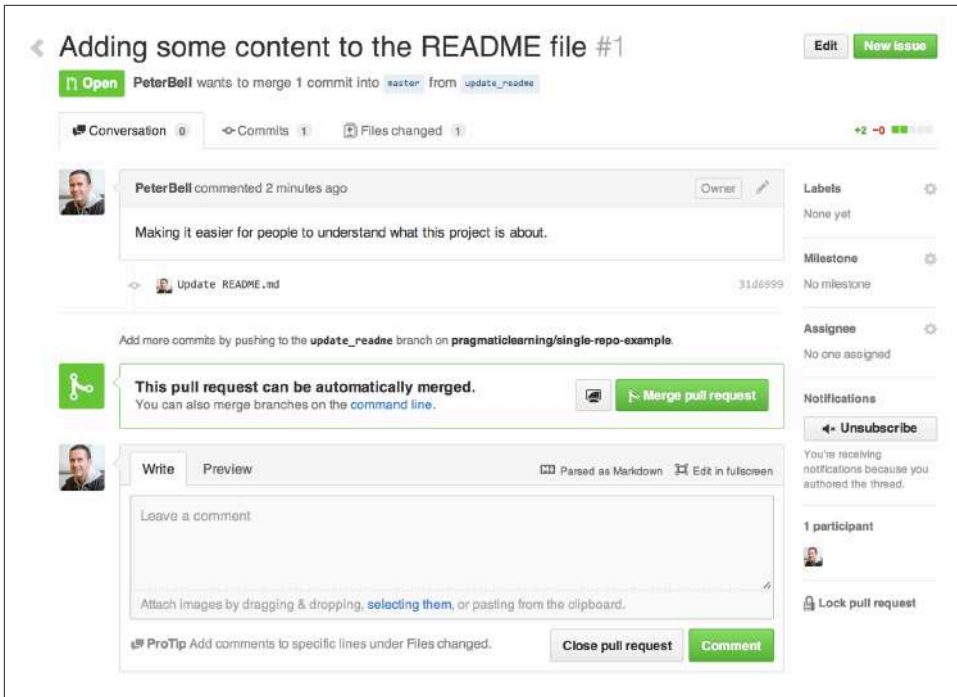 Adding some content to the README file #1
Edit
New issue
Open
PeterBell wants to merge 1 commit into master from update_readme
Conversation 0
Commits 1
Files changed 1
+2 −0
PeterBell commented 2 minutes ago
Owner
Making it easier for people to understand what this project is about.
Update README.md
31d6999
Add more commits by pushing to the update_readme branch on pragmaticlearning/single-repo-example.
This pull request can be automatically merged.
You can also merge branches on the command line.
Merge pull request
Write
Preview
Parsed as Markdown
Edit in fullscreen
Leave a comment
Attach images by dragging & dropping, selecting them, or pasting from the clipboard.
ProTip Add comments to specific lines under Files changed.
Close pull request
Comment
Labels
None yet
Milestone
No milestone
Assignee
No one assigned
Notifications
Unsubscribe
You're receiving
notifications because you
authored the thread.
1 participant
Lock pull request